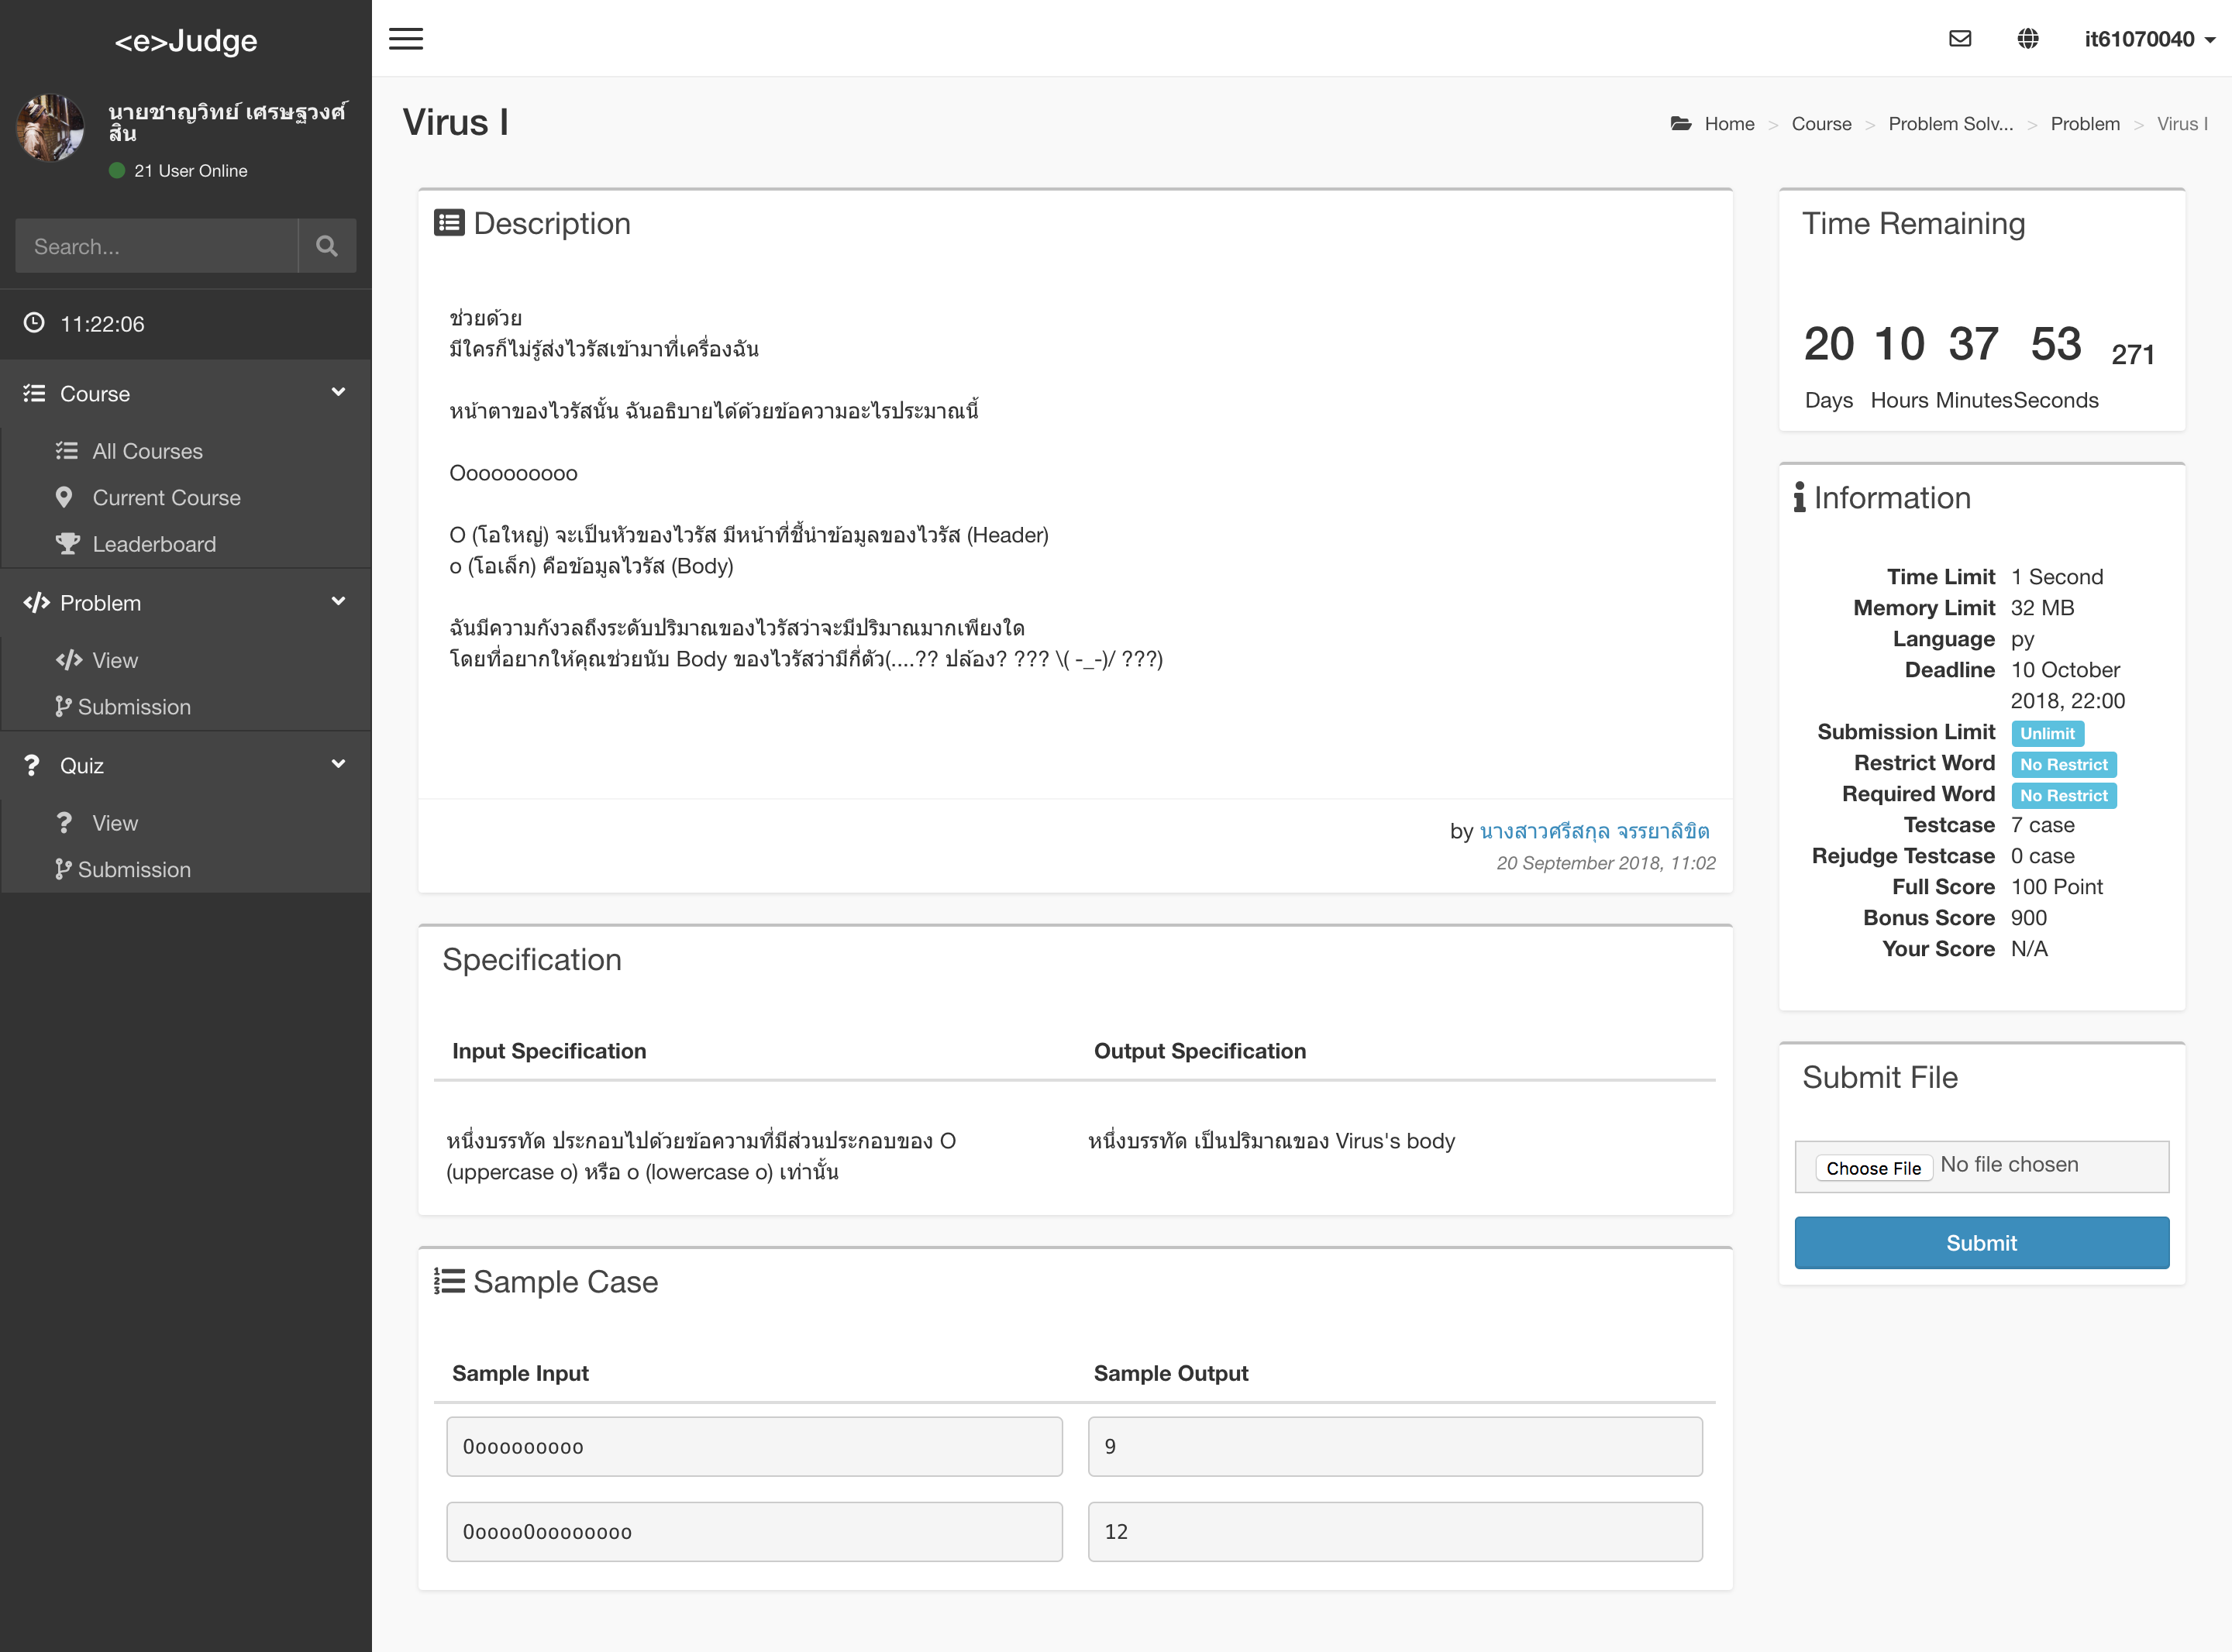 <e>Judge
นายชาญวิทย์ เศรษฐวงศ์
สิน
21 User Online
Search...
11:22:06
Course
All Courses
Current Course
Leaderboard
Problem
View
Submission
Quiz
View
Submission
it61070040
Virus I
Home > Course > Problem Solv... > Problem > Virus I
Description
ช่วยด้วย
มีใครก็ไม่รู้ส่งไวรัสเข้ามาที่เครื่องฉัน
หน้าตาของไวรัสนั้น ฉันอธิบายได้ด้วยข้อความอะไรประมาณนี้
Oooooooooo
O (โอใหญ่) จะเป็นหัวของไวรัส มีหน้าที่ชี้นำข้อมูลของไวรัส (Header)
o (โอเล็ก) คือข้อมูลไวรัส (Body)
ฉันมีความกังวลถึงระดับปริมาณของไวรัสว่าจะมีปริมาณมากเพียงใด
โดยที่อยากให้คุณช่วยนับ Body ของไวรัสว่ามีกี่ตัว(....?? ปล้อง? ??? \( -_-)/ ???)
by นางสาวศรีสกุล จรรยาลิขิต
20 September 2018, 11:02
Specification
Input Specification
Output Specification
หนึ่งบรรทัด ประกอบไปด้วยข้อความที่มีส่วนประกอบของ O
(uppercase o) หรือ o (lowercase o) เท่านั้น
หนึ่งบรรทัด เป็นปริมาณของ Virus's body
Sample Case
Sample Input
Sample Output
Oooooooooo
9
OooooOoooooooo
12
Time Remaining
20 10 37 53 271
Days Hours Minutes Seconds
Information
Time Limit 1 Second
Memory Limit 32 MB
Language py
Deadline 10 October
2018, 22:00
Submission Limit Unlimit
Restrict Word No Restrict
Required Word No Restrict
Testcase 7 case
Rejudge Testcase 0 case
Full Score 100 Point
Bonus Score 900
Your Score N/A
Submit File
Choose File No file chosen
Submit